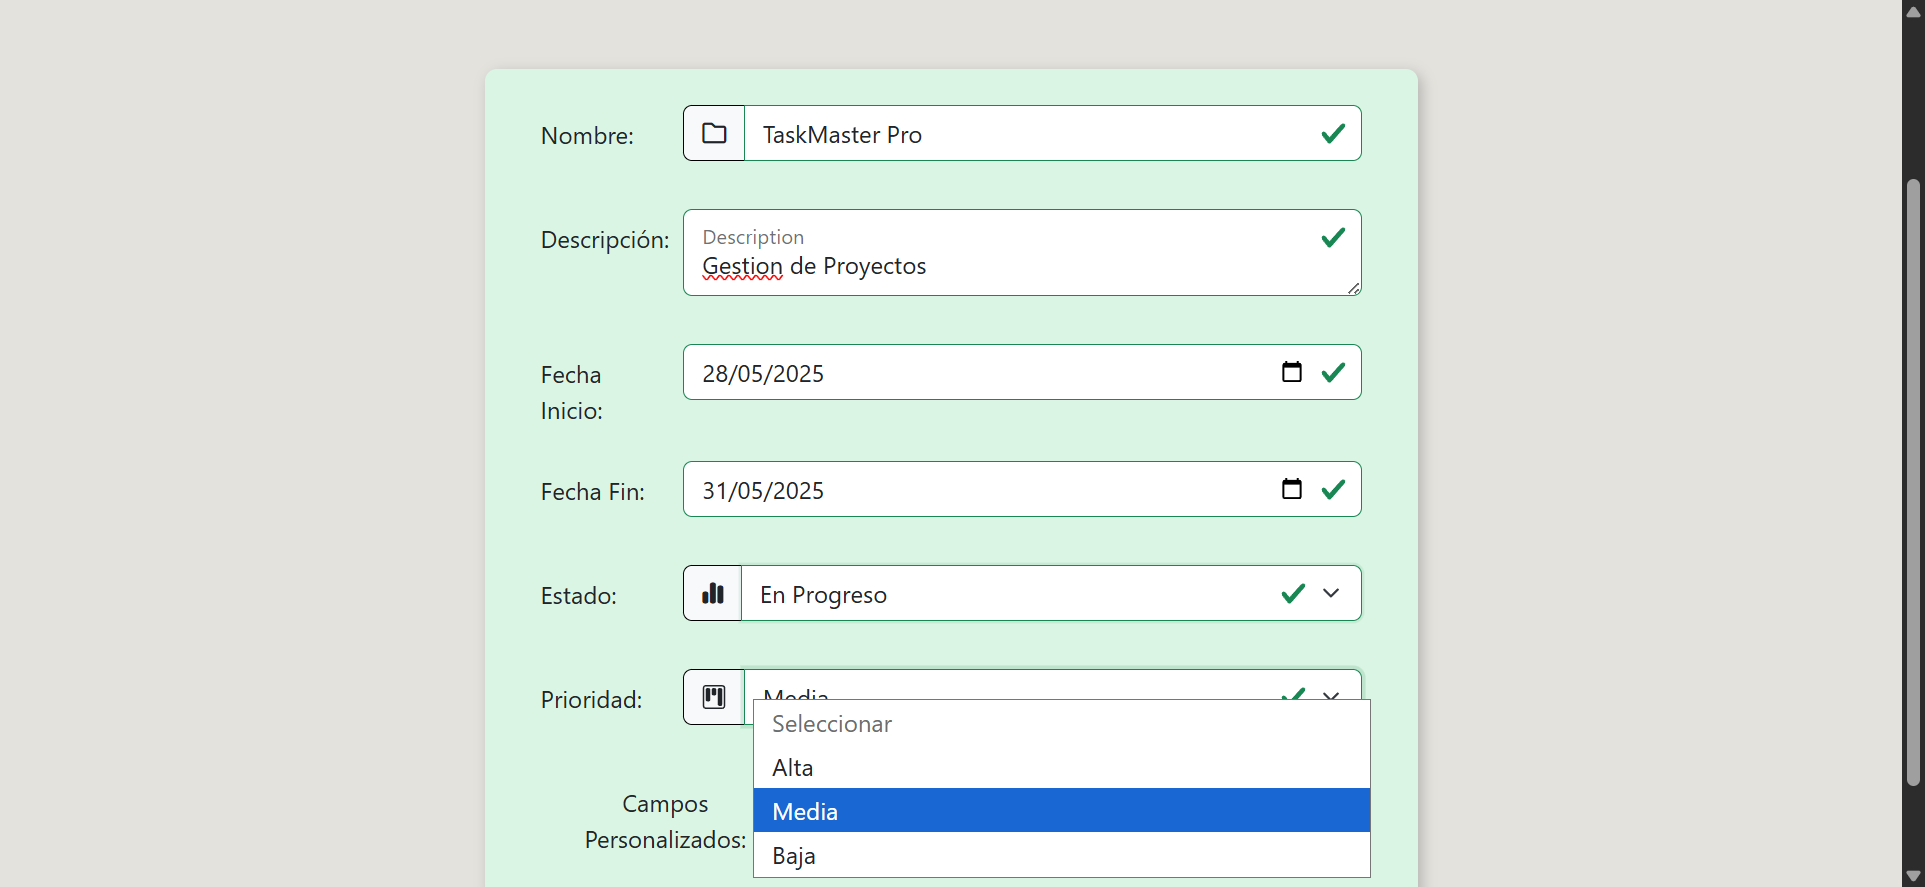 Nombre: TaskMaster Pro
Descripción: Description
Gestion de Proyectos
Fecha
Inicio: 28/05/2025
Fecha Fin: 31/05/2025
Estado: En Progreso
Prioridad: Media
Seleccionar
Alta
Media
Baja
Campos
Personalizados: